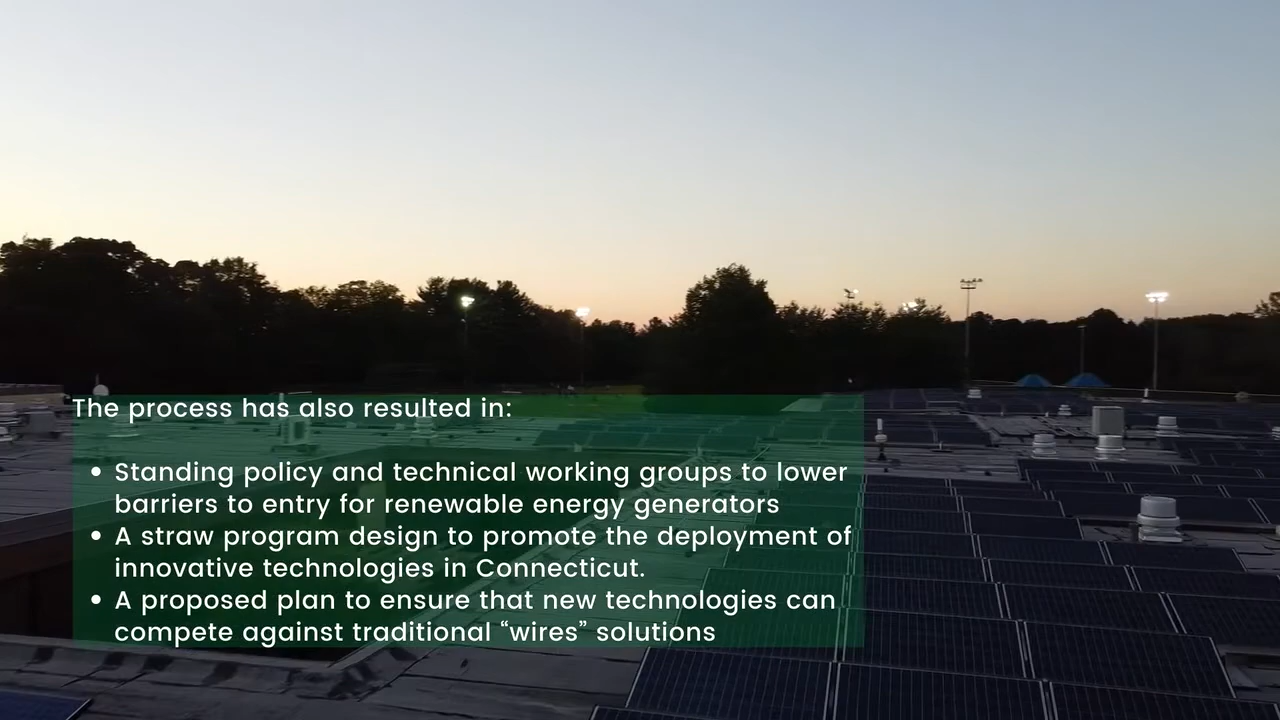 The process has also resulted in:
• Standing policy and technical working groups to lower
barriers to entry for renewable energy generators
• A straw program design to promote the deployment of
innovative technologies in Connecticut.
• A proposed plan to ensure that new technologies can
compete against traditional “wires” solutions